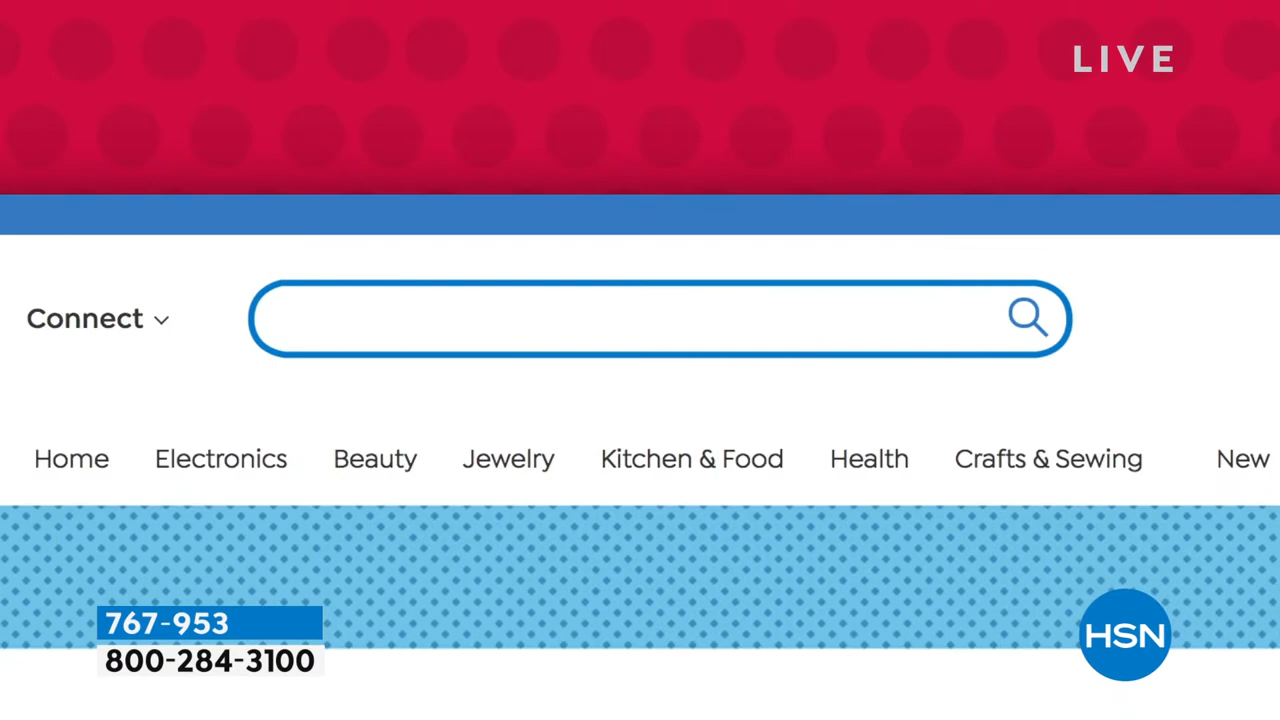 LIVE
Connect
Home Electronics Beauty Jewelry Kitchen & Food Health Crafts & Sewing New
767-953
800-284-3100
HSN